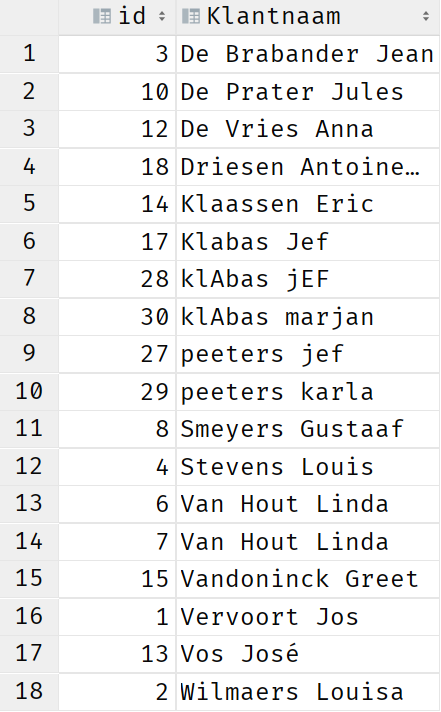 id Klantnaam
1 3 De Brabander Jean
2 10 De Prater Jules
3 12 De Vries Anna
4 18 Driesen Antoine…
5 14 Klaassen Eric
6 17 Klabas Jef
7 28 klAbas jEF
8 30 klAbas marjan
9 27 peeters jef
10 29 peeters karla
11 8 Smeyers Gustaaf
12 4 Stevens Louis
13 6 Van Hout Linda
14 7 Van Hout Linda
15 15 Vandoninck Greet
16 1 Vervoort Jos
17 13 Vos José
18 2 Wilmaers Louisa